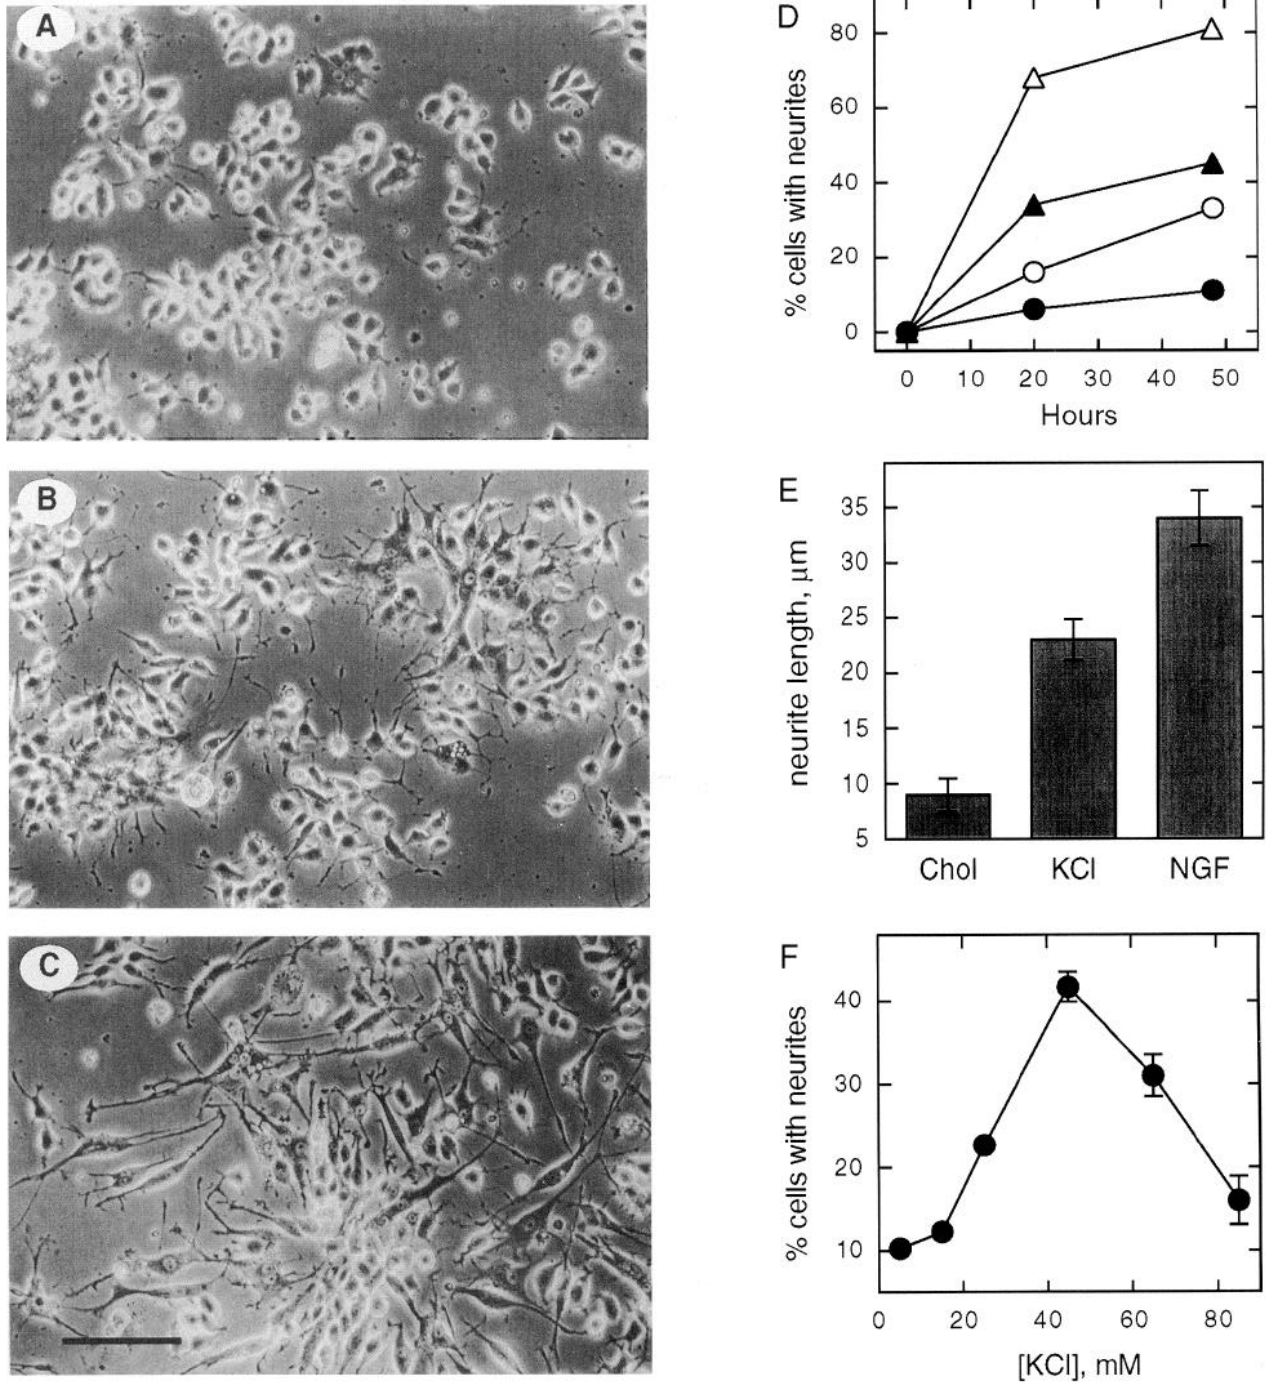 A
B
C
D
% cells with neurites
80
60
40
20
0
0 10 20 30 40 50
Hours
E
neurite length, μm
35
30
25
20
15
10
5
Chol KCl NGF
F
% cells with neurites
40
30
20
10
0 20 40 60 80
[KCl], mM